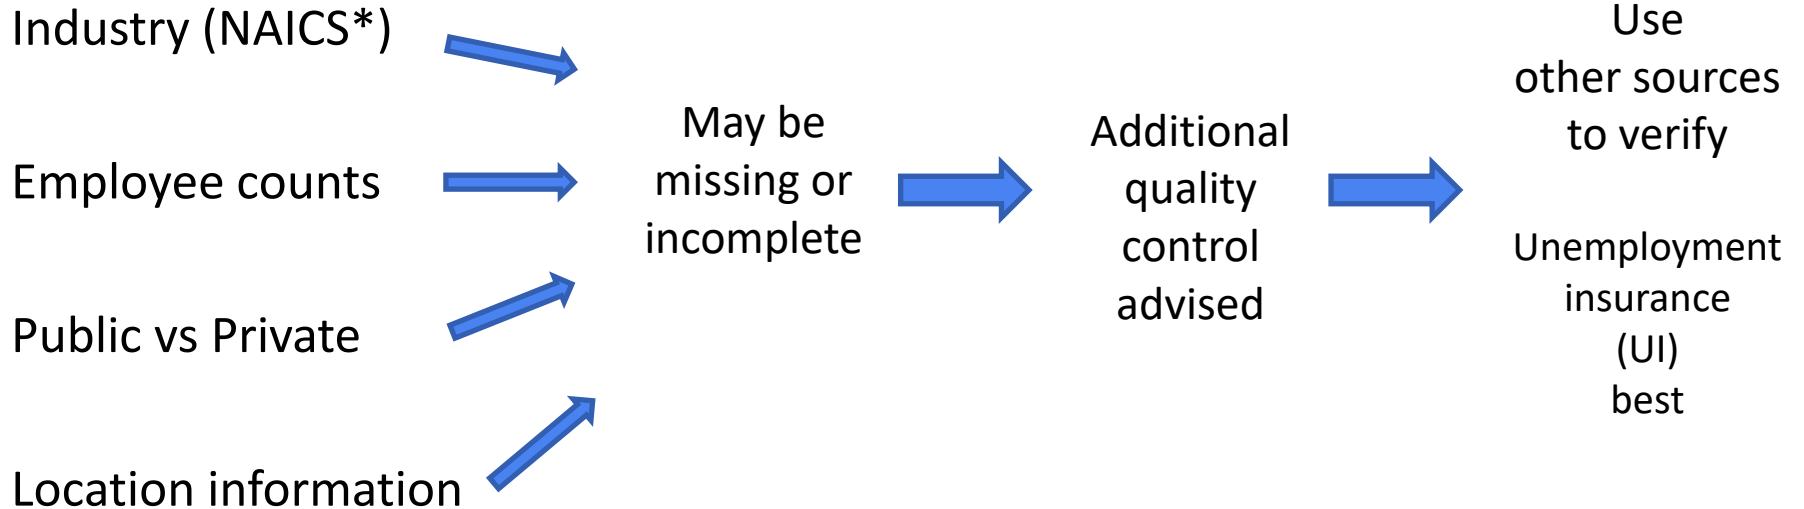 Industry (NAICS*)
Employee counts
Public vs Private
Location information
May be
missing or
incomplete
Additional
quality
control
advised
Use
other sources
to verify
Unemployment
insurance
(UI)
best